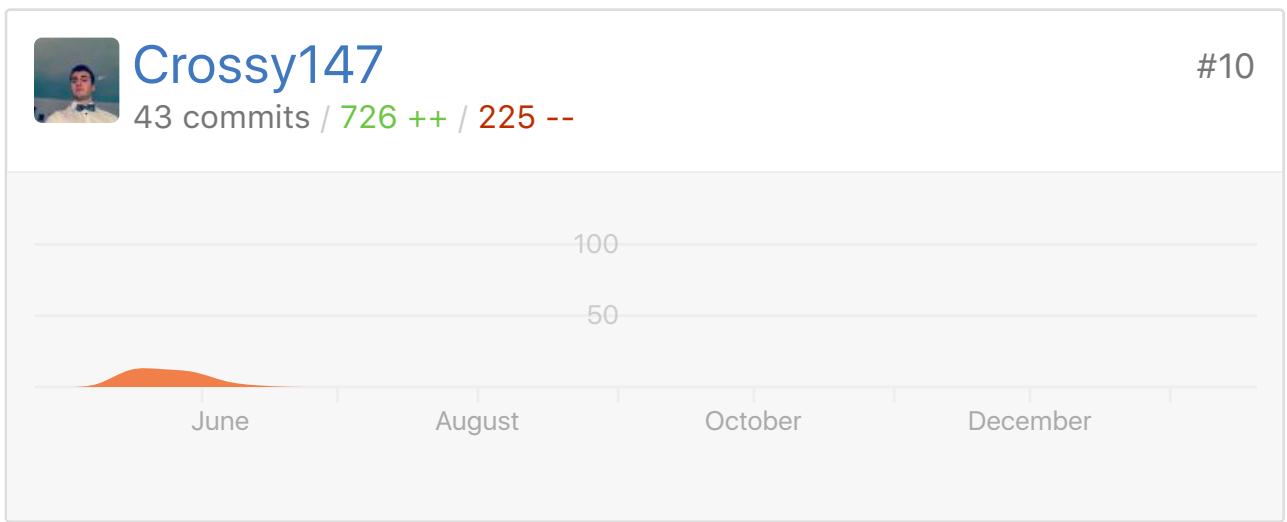 Crossy147
#10
43 commits / 726 ++ / 225 --
100
50
June August October December